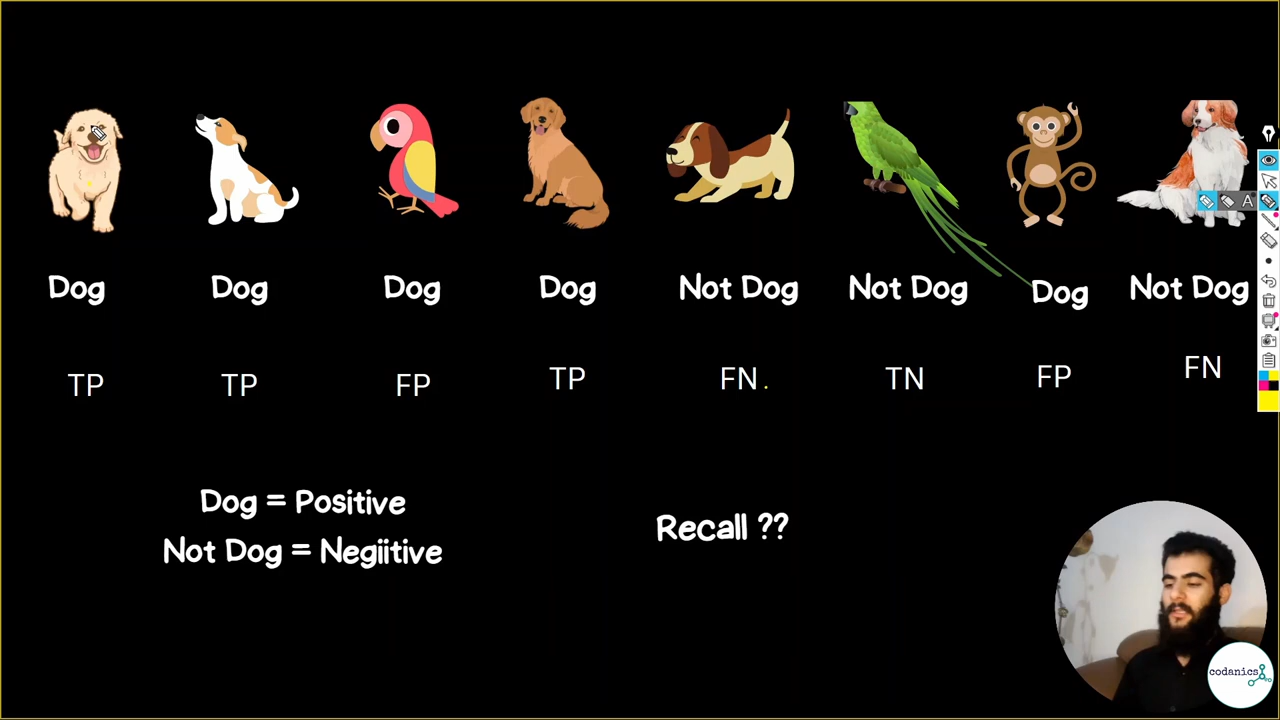 Dog Dog Dog Dog Not Dog Not Dog Dog Not Dog
TP TP FP TP FN. TN FP FN
Dog = Positive
Not Dog = Negiitive
Recall ??
A
codanics